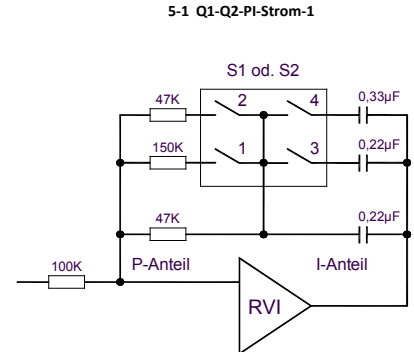 5-1 Q1-Q2-PI-Strom-1
S1 od. S2
47K
2
4
0,33µF
150K
1
3
0,22µF
47K
0,22µF
100K
P-Anteil
I-Anteil
RVI